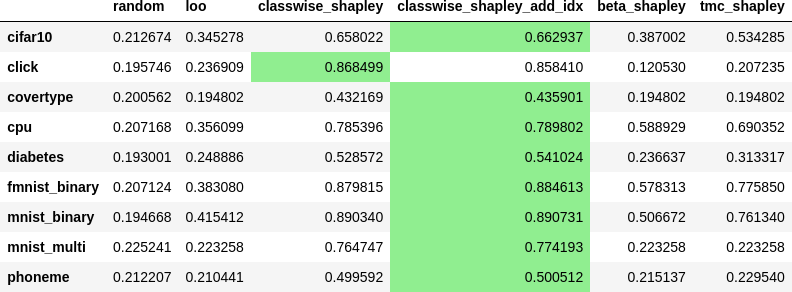 random loo classwise_shapley classwise_shapley_add_idx beta_shapley tmc_shapley
cifar10 0.212674 0.345278 0.658022 0.662937 0.387002 0.534285
click 0.195746 0.236909 0.868499 0.858410 0.120530 0.207235
covertype 0.200562 0.194802 0.432169 0.435901 0.194802 0.194802
cpu 0.207168 0.356099 0.785396 0.789802 0.588929 0.690352
diabetes 0.193001 0.248886 0.528572 0.541024 0.236637 0.313317
fmnist_binary 0.207124 0.383080 0.879815 0.884613 0.578313 0.775850
mnist_binary 0.194668 0.415412 0.890340 0.890731 0.506672 0.761340
mnist_multi 0.225241 0.223258 0.764747 0.774193 0.223258 0.223258
phoneme 0.212207 0.210441 0.499592 0.500512 0.215137 0.229540